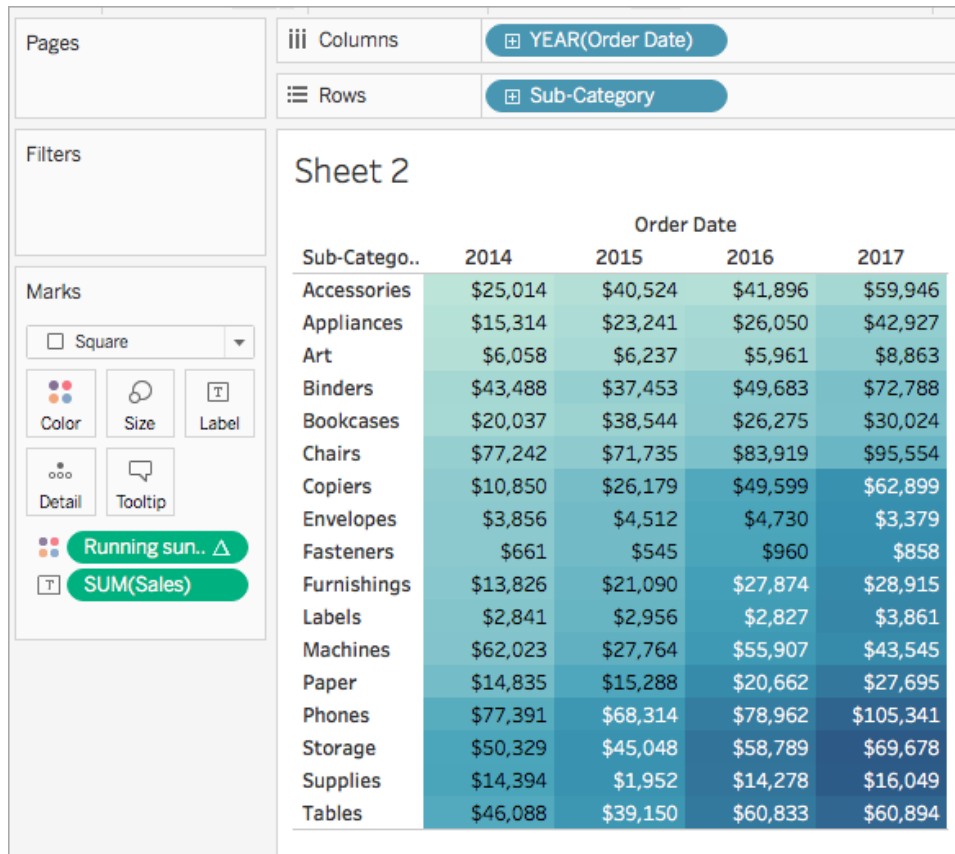 Pages
Columns
YEAR(Order Date)
Rows
Sub-Category
Filters
Marks
Square
Color
Size
T
Label
Detail
Tooltip
Running sun.. Δ
T
SUM(Sales)
Sheet 2
Order Date
Sub-Catego.. 2014 2015 2016 2017
Accessories $25,014 $40,524 $41,896 $59,946
Appliances $15,314 $23,241 $26,050 $42,927
Art $6,058 $6,237 $5,961 $8,863
Binders $43,488 $37,453 $49,683 $72,788
Bookcases $20,037 $38,544 $26,275 $30,024
Chairs $77,242 $71,735 $83,919 $95,554
Copiers $10,850 $26,179 $49,599 $62,899
Envelopes $3,856 $4,512 $4,730 $3,379
Fasteners $661 $545 $960 $858
Furnishings $13,826 $21,090 $27,874 $28,915
Labels $2,841 $2,956 $2,827 $3,861
Machines $62,023 $27,764 $55,907 $43,545
Paper $14,835 $15,288 $20,662 $27,695
Phones $77,391 $68,314 $78,962 $105,341
Storage $50,329 $45,048 $58,789 $69,678
Supplies $14,394 $1,952 $14,278 $16,049
Tables $46,088 $39,150 $60,833 $60,894